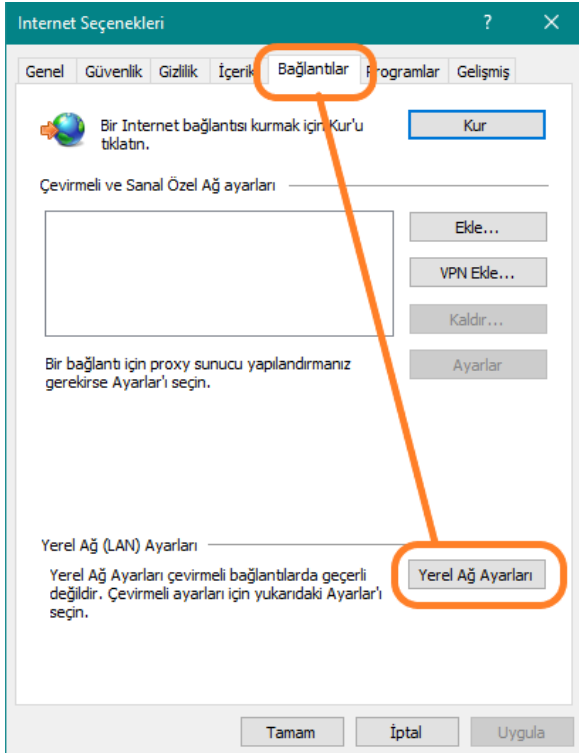 Internet Seçenekleri
Genel Güvenlik Gizlilik İçerik Bağlantılar Programlar Gelişmiş
Bir Internet bağlantısı kurmak için Kur'u
tıklatın.
Kur
Çevirmeli ve Sanal Özel Ağ ayarları
Ekle...
VPN Ekle...
Kaldır...
Bir bağlantı için proxy sunucu yapılandırmanız
gerekirse Ayarlar'ı seçin.
Ayarlar
Yerel Ağ (LAN) Ayarları
Yerel Ağ Ayarları çevirmeli bağlantılarda geçerli
değildir. Çevirmeli ayarları için yukarıdaki Ayarlar'ı
seçin.
Yerel Ağ Ayarları
Tamam İptal Uygula